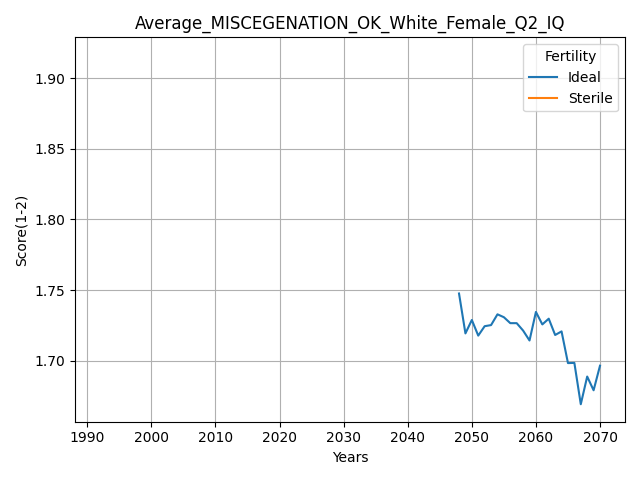 Average_MISCEGENATION_OK_White_Female_Q2_IQ
Fertility
Ideal
Sterile
Score(1-2)
1.90
1.85
1.80
1.75
1.70
1990 2000 2010 2020 2030 2040 2050 2060 2070
Years